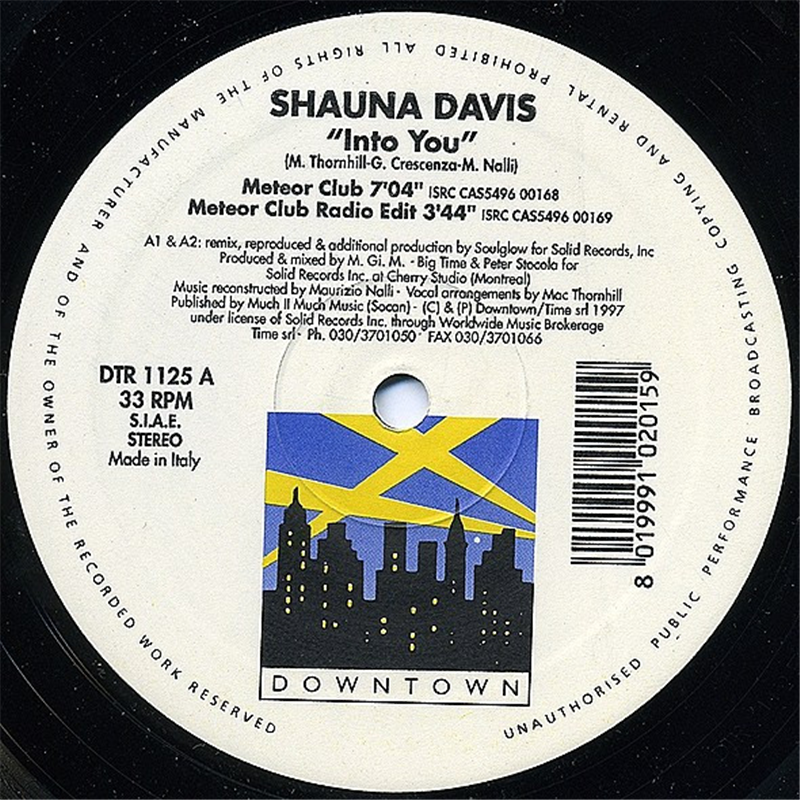 ALL RIGHTS OF THE MANUFACTURER AND OF THE OWNER OF THE RECORDED WORK RESERVED
UNAUTHORISED PUBLIC PERFORMANCE BROADCASTING COPYING AND RENTAL PROHIBITED
SHAUNA DAVIS
"Into You"
(M. Thornhill-G. Crescenza-M. Nalli)
Meteor Club 7'04" ISRC CAS5496 00168
Meteor Club Radio Edit 3'44" ISRC CAS5496 00169
A1 & A2: remix, reproduced & additional production by Soulglow for Solid Records, Inc
Produced & mixed by M. Gi. M. - Big Time & Peter Stocola for
Solid Records Inc. at Cherry Studio (Montreal)
Music reconstructed by Maurizio Nalli - Vocal arrangements by Mac Thornhill
Published by Much II Much Music (Socan) - (C) & (P) Downtown/Time srl 1997
under license of Solid Records Inc. through Worldwide Music Brokerage
Time srl - Ph. 030/3701050 - FAX 030/3701066
DTR 1125 A
33 RPM
S.I.A.E.
STEREO
Made in Italy
8 019991 020159
DOWNTOWN